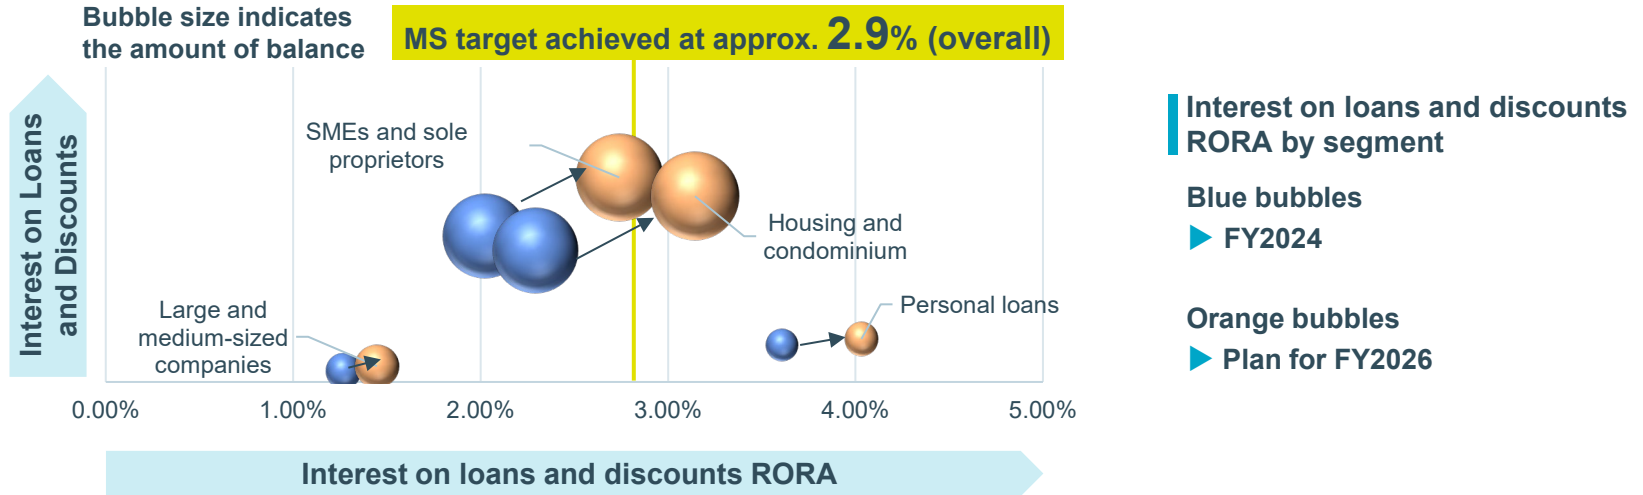 Bubble size indicates
the amount of balance
MS target achieved at approx. 2.9% (overall)
Interest on Loans
and Discounts
SMEs and sole
proprietors
Housing and
condominium
Large and
medium-sized
companies
Personal loans
0.00%
1.00%
2.00%
3.00%
4.00%
5.00%
Interest on loans and discounts RORA
Interest on loans and discounts
RORA by segment
Blue bubbles
FY2024
Orange bubbles
Plan for FY2026